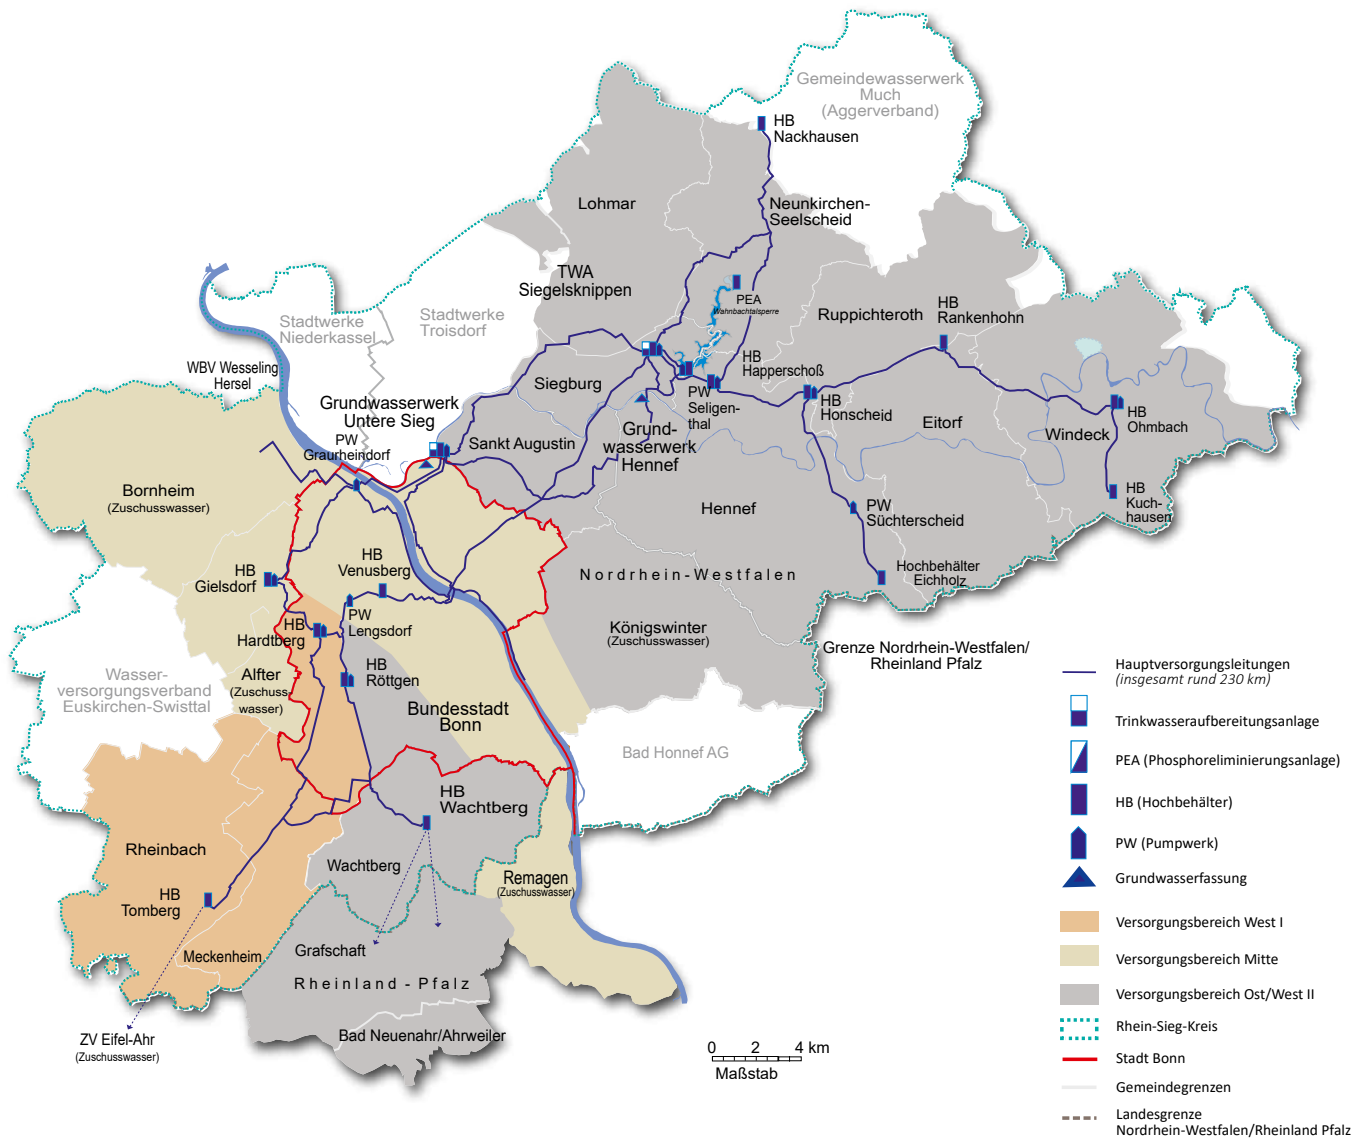 Gemeindewasserwerk
Much
(Aggerverband)
HB
Nackhausen
Lohmar
Neunkirchen-
Seelscheid
TWA
Siegelsknippen
PEA
Wahnbachtalsperre
Ruppichteroth
HB
Rankenhohn
Stadtwerke
Niederkassel
Stadtwerke
Troisdorf
WBV Wesseling
Hersel
Siegburg
HB
Happerschoß
PW
Seligen-
thal
HB
Honscheid
Eitorf
Windeck
HB
Ohmbach
Grundwasserwerk
Untere Sieg
PW
Graurheindorf
Sankt Augustin
Grund-
wasserwerk
Hennef
HB
Kuch-
hausen
Bornheim
(Zuschusswasser)
Hennef
PW
Süchterscheid
HB
Gielsdorf
HB
Venusberg
Nordrhein-Westfalen
Hochbehälter
Eichholz
PW
Lengsdorf
HB
Hardtberg
Königswinter
(Zuschusswasser)
Grenze Nordrhein-Westfalen/
Rheinland Pfalz
Wasser-
versorgungsverband
Euskirchen-Swisttal
Alfter
(Zuschuss
wasser)
HB
Röttgen
Bundesstadt
Bonn
Bad Honnef AG
HB
Wachtberg
Rheinbach
Wachtberg
HB
Tomberg
Remagen
(Zuschusswasser)
Meckenheim
Grafschaft
Rheinland - Pfalz
ZV Eifel-Ahr
(Zuschusswasser)
Bad Neuenahr/Ahrweiler
0 2 4 km
Maßstab
Hauptversorgungsleitungen
(insgesamt rund 230 km)
Trinkwasseraufbereitungsanlage
PEA (Phosphoreliminierungsanlage)
HB (Hochbehälter)
PW (Pumpwerk)
Grundwasserfassung
Versorgungsbereich West I
Versorgungsbereich Mitte
Versorgungsbereich Ost/West II
Rhein-Sieg-Kreis
Stadt Bonn
Gemeindegrenzen
Landesgrenze
Nordrhein-Westfalen/Rheinland Pfalz